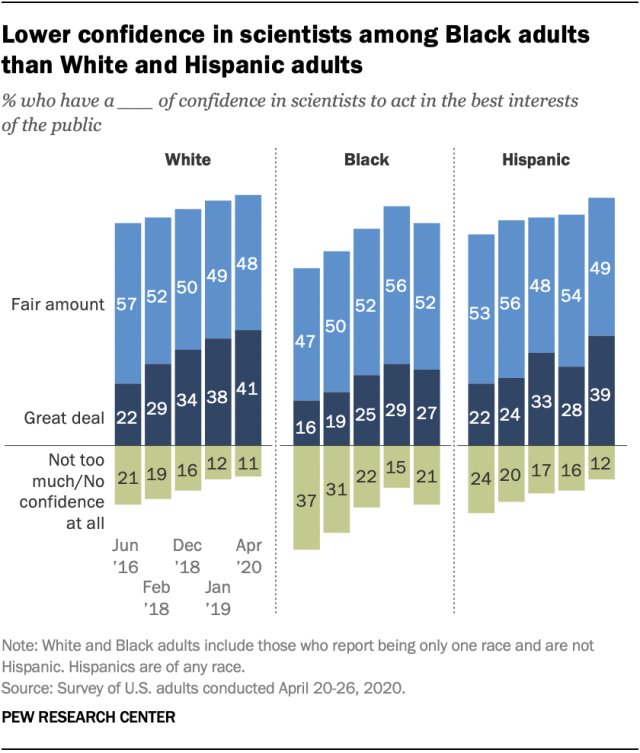 Lower confidence in scientists among Black adults
than White and Hispanic adults
% who have a ___ of confidence in scientists to act in the best interests
of the public
White
Black
Hispanic
Fair amount
57 52 50 49 48
47 50 52 56 52
53 56 48 54 49
Great deal
22 29 34 38 41
16 19 25 29 27
22 24 33 28 39
Not too
much/No
confidence
at all
21 19 16 12 11
37 31 22 15 21
24 20 17 16 12
Jun
'16
Feb
'18
Dec
'18
Jan
'19
Apr
'20
Note: White and Black adults include those who report being only one race and are not
Hispanic. Hispanics are of any race.
Source: Survey of U.S. adults conducted April 20-26, 2020.
PEW RESEARCH CENTER